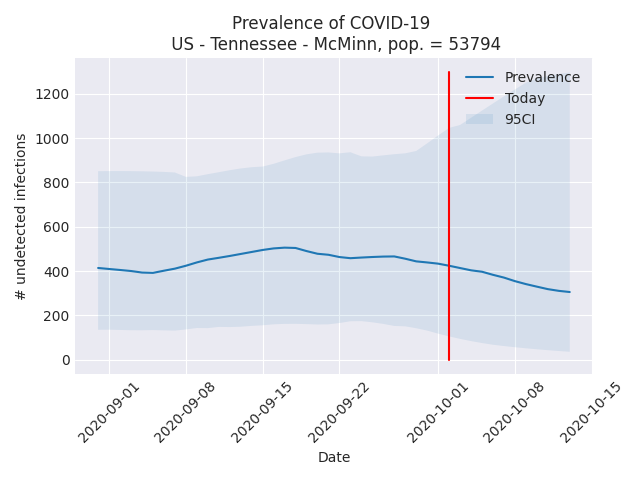 Prevalence of COVID-19
US - Tennessee - McMinn, pop. = 53794
Prevalence
Today
95CI
# undetected infections
1200
1000
800
600
400
200
0
2020-09-01
2020-09-08
2020-09-15
2020-09-22
2020-10-01
2020-10-08
2020-10-15
Date